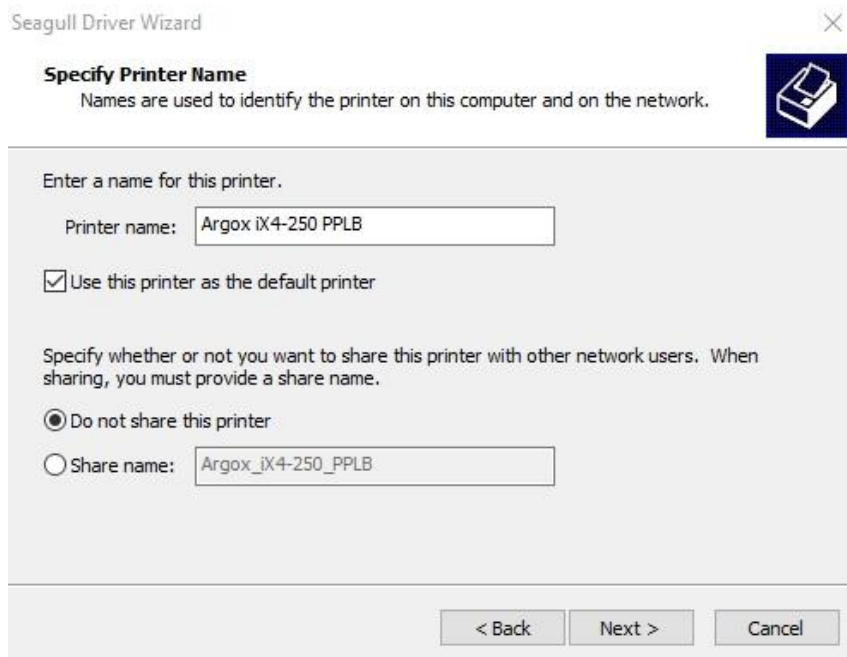 Seagull Driver Wizard
Specify Printer Name
Names are used to identify the printer on this computer and on the network.
Enter a name for this printer.
Printer name: Argox iX4-250 PPLB
Use this printer as the default printer
Specify whether or not you want to share this printer with other network users.  When
sharing, you must provide a share name.
Do not share this printer
Share name: Argox_iX4-250_PPLB
< Back Next > Cancel